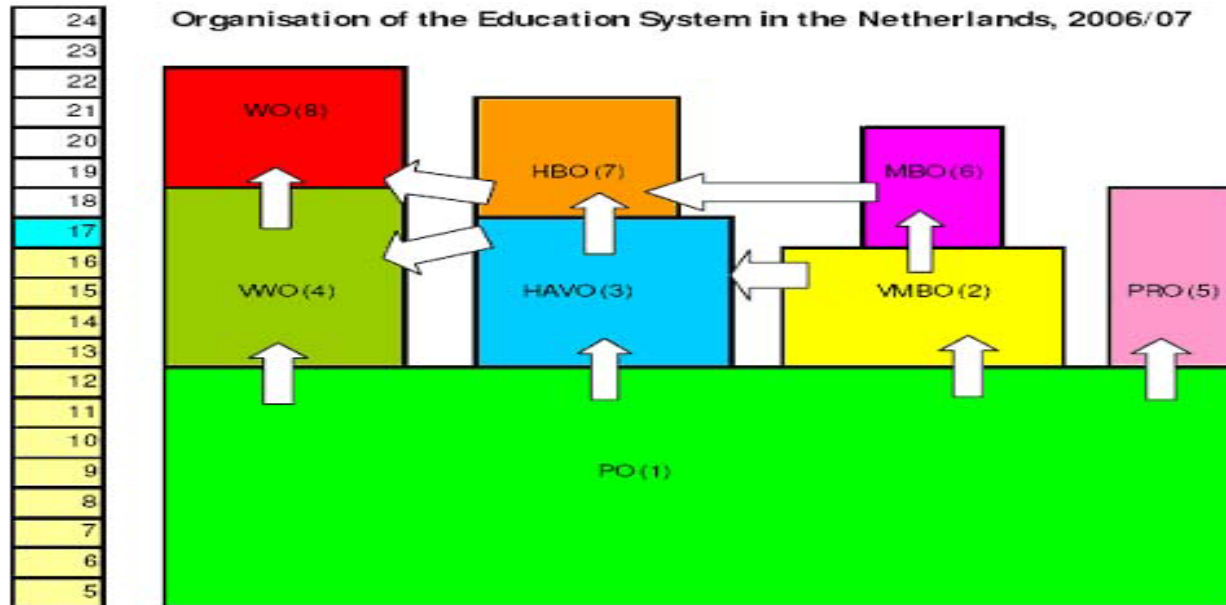 Organisation of the Education System in the Netherlands, 2006/07
24
23
22
21
20
19
18
17
16
15
14
13
12
11
10
9
8
7
6
5
WO (8)
HBO (7)
MBO (6)
VWO (4)
HAVO (3)
VMBO (2)
PRO (5)
PO (1)